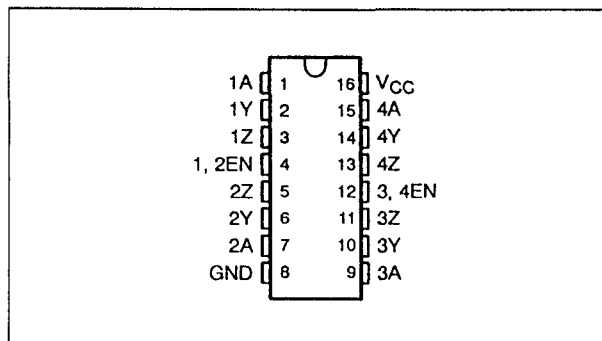 1A 1 16 VCC
1Y 2 15 4A
1Z 3 14 4Y
1, 2EN 4 13 4Z
2Z 5 12 3, 4EN
2Y 6 11 3Z
2A 7 10 3Y
GND 8 9 3A